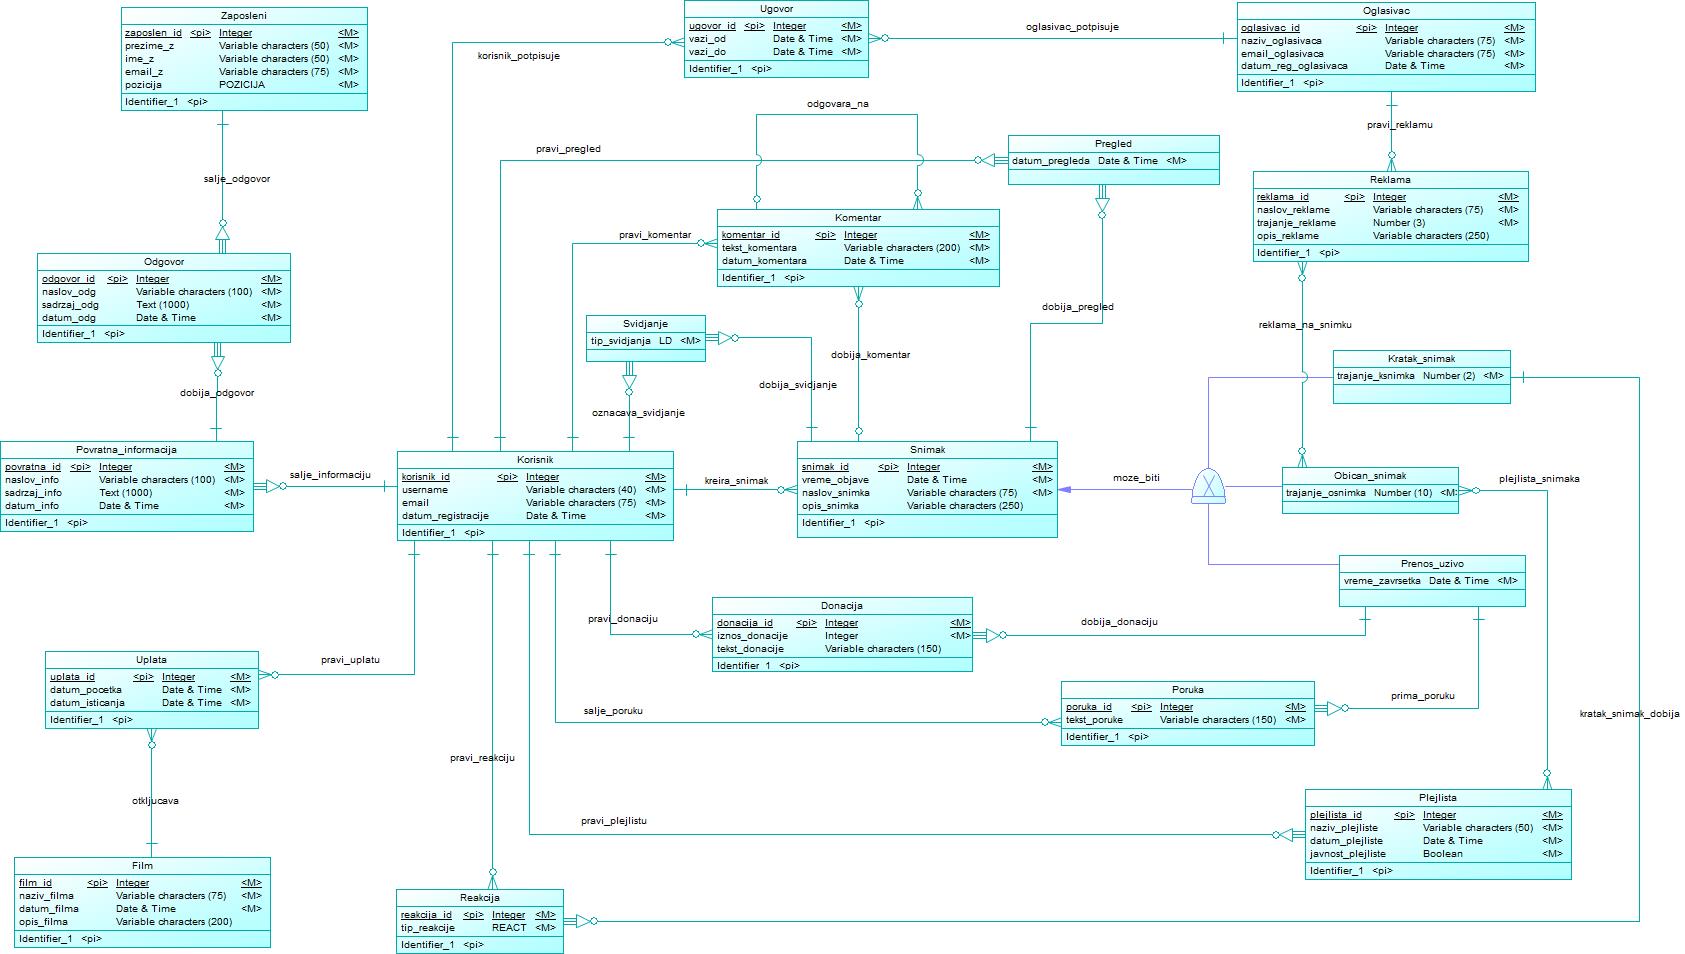 Zaposleni
zaposlen_id <pi> Integer <M>
prezime_z Variable characters (50) <M>
ime_z Variable characters (50) <M>
email_z Variable characters (75) <M>
pozicija POZICIJA <M>
Identifier_1 <pi>
Ugovor
ugovor_id <pi> Integer <M>
vazi_od Date & Time <M>
vazi_do Date & Time <M>
Identifier_1 <pi>
Oglasivac
oglasivac_id <pi> Integer <M>
naziv_oglasivaca Variable characters (75) <M>
email_oglasivaca Variable characters (75) <M>
datum_reg_oglasivaca Date & Time <M>
Identifier_1 <pi>
oglasivac_potpisuje
korisnik_potpisuje
odgovara_na
pravi_reklamu
pravi_pregled
Pregled
datum_pregleda Date & Time <M>
salje_odgovor
Reklama
reklama_id <pi> Integer <M>
naslov_reklame Variable characters (75) <M>
trajanje_reklame Number (3) <M>
opis_reklame Variable characters (250)
Identifier_1 <pi>
pravi_komentar
Komentar
komentar_id <pi> Integer <M>
tekst_komentara Variable characters (200) <M>
datum_komentara Date & Time <M>
Identifier_1 <pi>
Odgovor
odgovor_id <pi> Integer <M>
naslov_odg Variable characters (100) <M>
sadrzaj_odg Text (1000) <M>
datum_odg Date & Time <M>
Identifier_1 <pi>
dobija_pregled
Svidjanje
tip_svidjanja LD <M>
reklama_na_snimku
dobija_komentar
Kratak_snimak
trajanje_ksnimka Number (2) <M>
dobija_svidjanje
dobija_odgovor
oznacava_svidjanje
Povratna_informacija
povratna_id <pi> Integer <M>
naslov_info Variable characters (100) <M>
sadrzaj_info Text (1000) <M>
datum_info Date & Time <M>
Identifier_1 <pi>
salje_informaciju
Korisnik
korisnik_id <pi> Integer <M>
username Variable characters (40) <M>
email Variable characters (75) <M>
datum_registracije Date & Time <M>
Identifier_1 <pi>
kreira_snimak
Snimak
snimak_id <pi> Integer <M>
vreme_objave Date & Time <M>
naslov_snimka Variable characters (75) <M>
opis_snimka Variable characters (250)
Identifier_1 <pi>
moze_biti
Obican_snimak
trajanje_osnimka Number (10) <M>
plejlista_snimaka
Prenos_uzivo
vreme_zavrsetka Date & Time <M>
pravi_donaciju
Donacija
donacija_id <pi> Integer <M>
iznos_donacije Integer <M>
tekst_donacije Variable characters (150)
Identifier_1 <pi>
dobija_donaciju
Uplata
uplata_id <pi> Integer <M>
datum_pocetka Date & Time <M>
datum_isticanja Date & Time <M>
Identifier_1 <pi>
pravi_uplatu
salje_poruku
Poruka
poruka_id <pi> Integer <M>
tekst_poruke Variable characters (150) <M>
Identifier_1 <pi>
prima_poruku
kratak_snimak_dobija
pravi_reakciju
otkljucava
pravi_plejlistu
Plejlista
plejlista_id <pi> Integer <M>
naziv_plejliste Variable characters (50) <M>
datum_plejliste Date & Time <M>
javnost_plejliste Boolean <M>
Identifier_1 <pi>
Film
film_id <pi> Integer <M>
naziv_filma Variable characters (75) <M>
datum_filma Date & Time <M>
opis_filma Variable characters (200)
Identifier_1 <pi>
Reakcija
reakcija_id <pi> Integer <M>
tip_reakcije REACT <M>
Identifier_1 <pi>